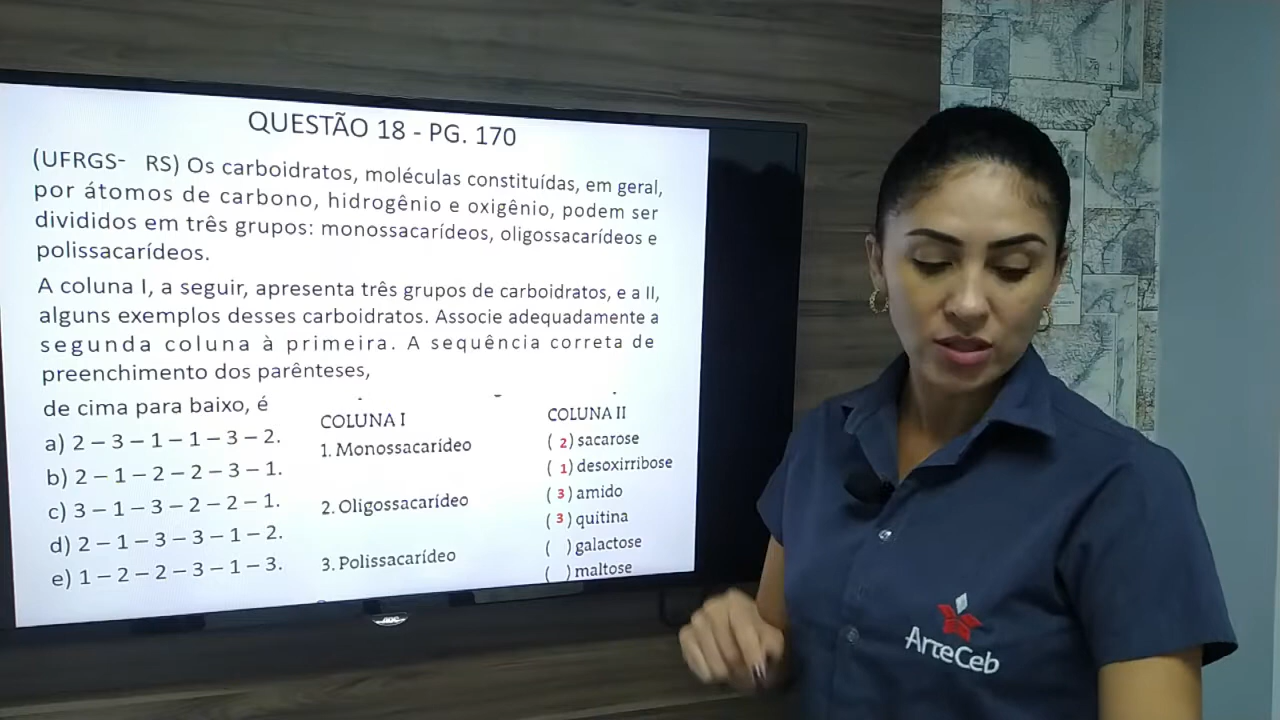 QUESTÃO 18 - PG. 170
(UFRGS- RS) Os carboidratos, moléculas constituídas, em geral,
por átomos de carbono, hidrogênio e oxigênio, podem ser
divididos em três grupos: monossacarídeos, oligossacarídeos e
polissacarídeos.
A coluna I, a seguir, apresenta três grupos de carboidratos, e a II,
alguns exemplos desses carboidratos. Associe adequadamente a
segunda coluna à primeira. A sequência correta de
preenchimento dos parênteses,
de cima para baixo, é
a) 2 – 3 – 1 – 1 – 3 – 2.
b) 2 – 1 – 2 – 2 – 3 – 1.
c) 3 – 1 – 3 – 2 – 2 – 1.
d) 2 – 1 – 3 – 3 – 1 – 2.
e) 1 – 2 – 2 – 3 – 1 – 3.
COLUNA I
1. Monossacarídeo
2. Oligossacarídeo
3. Polissacarídeo
COLUNA II
( 2 ) sacarose
( 1 ) desoxirribose
( 3 ) amido
( 3 ) quitina
( ) galactose
( ) maltose
AOC
ArteCeb